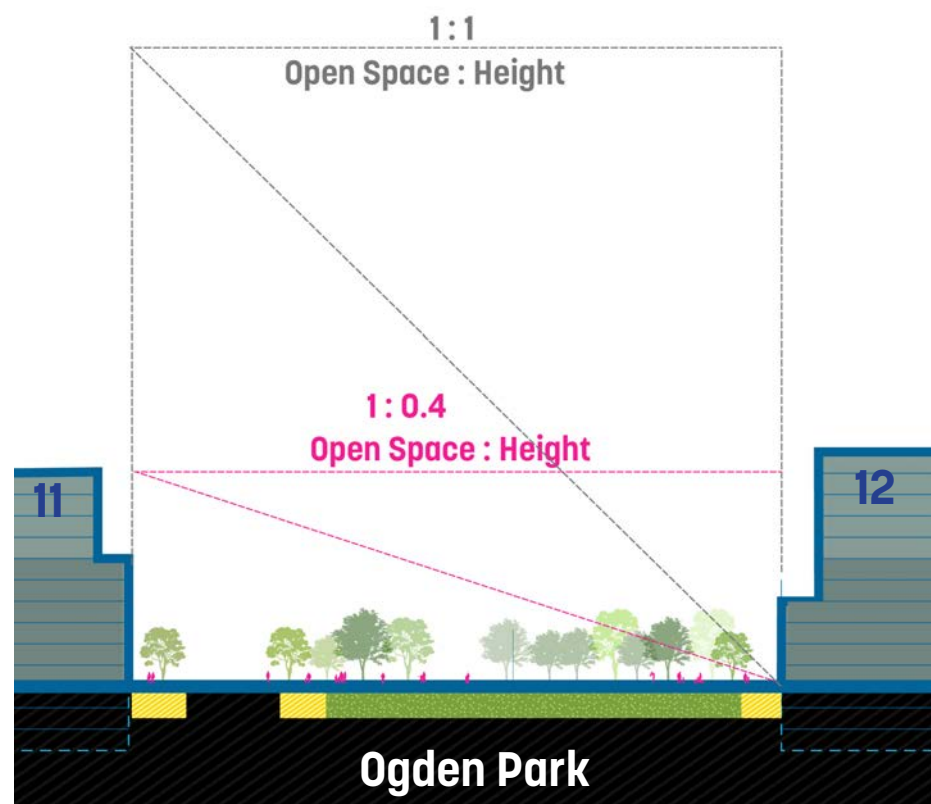 1 : 1
Open Space : Height
1 : 0.4
Open Space : Height
11
12
Ogden Park